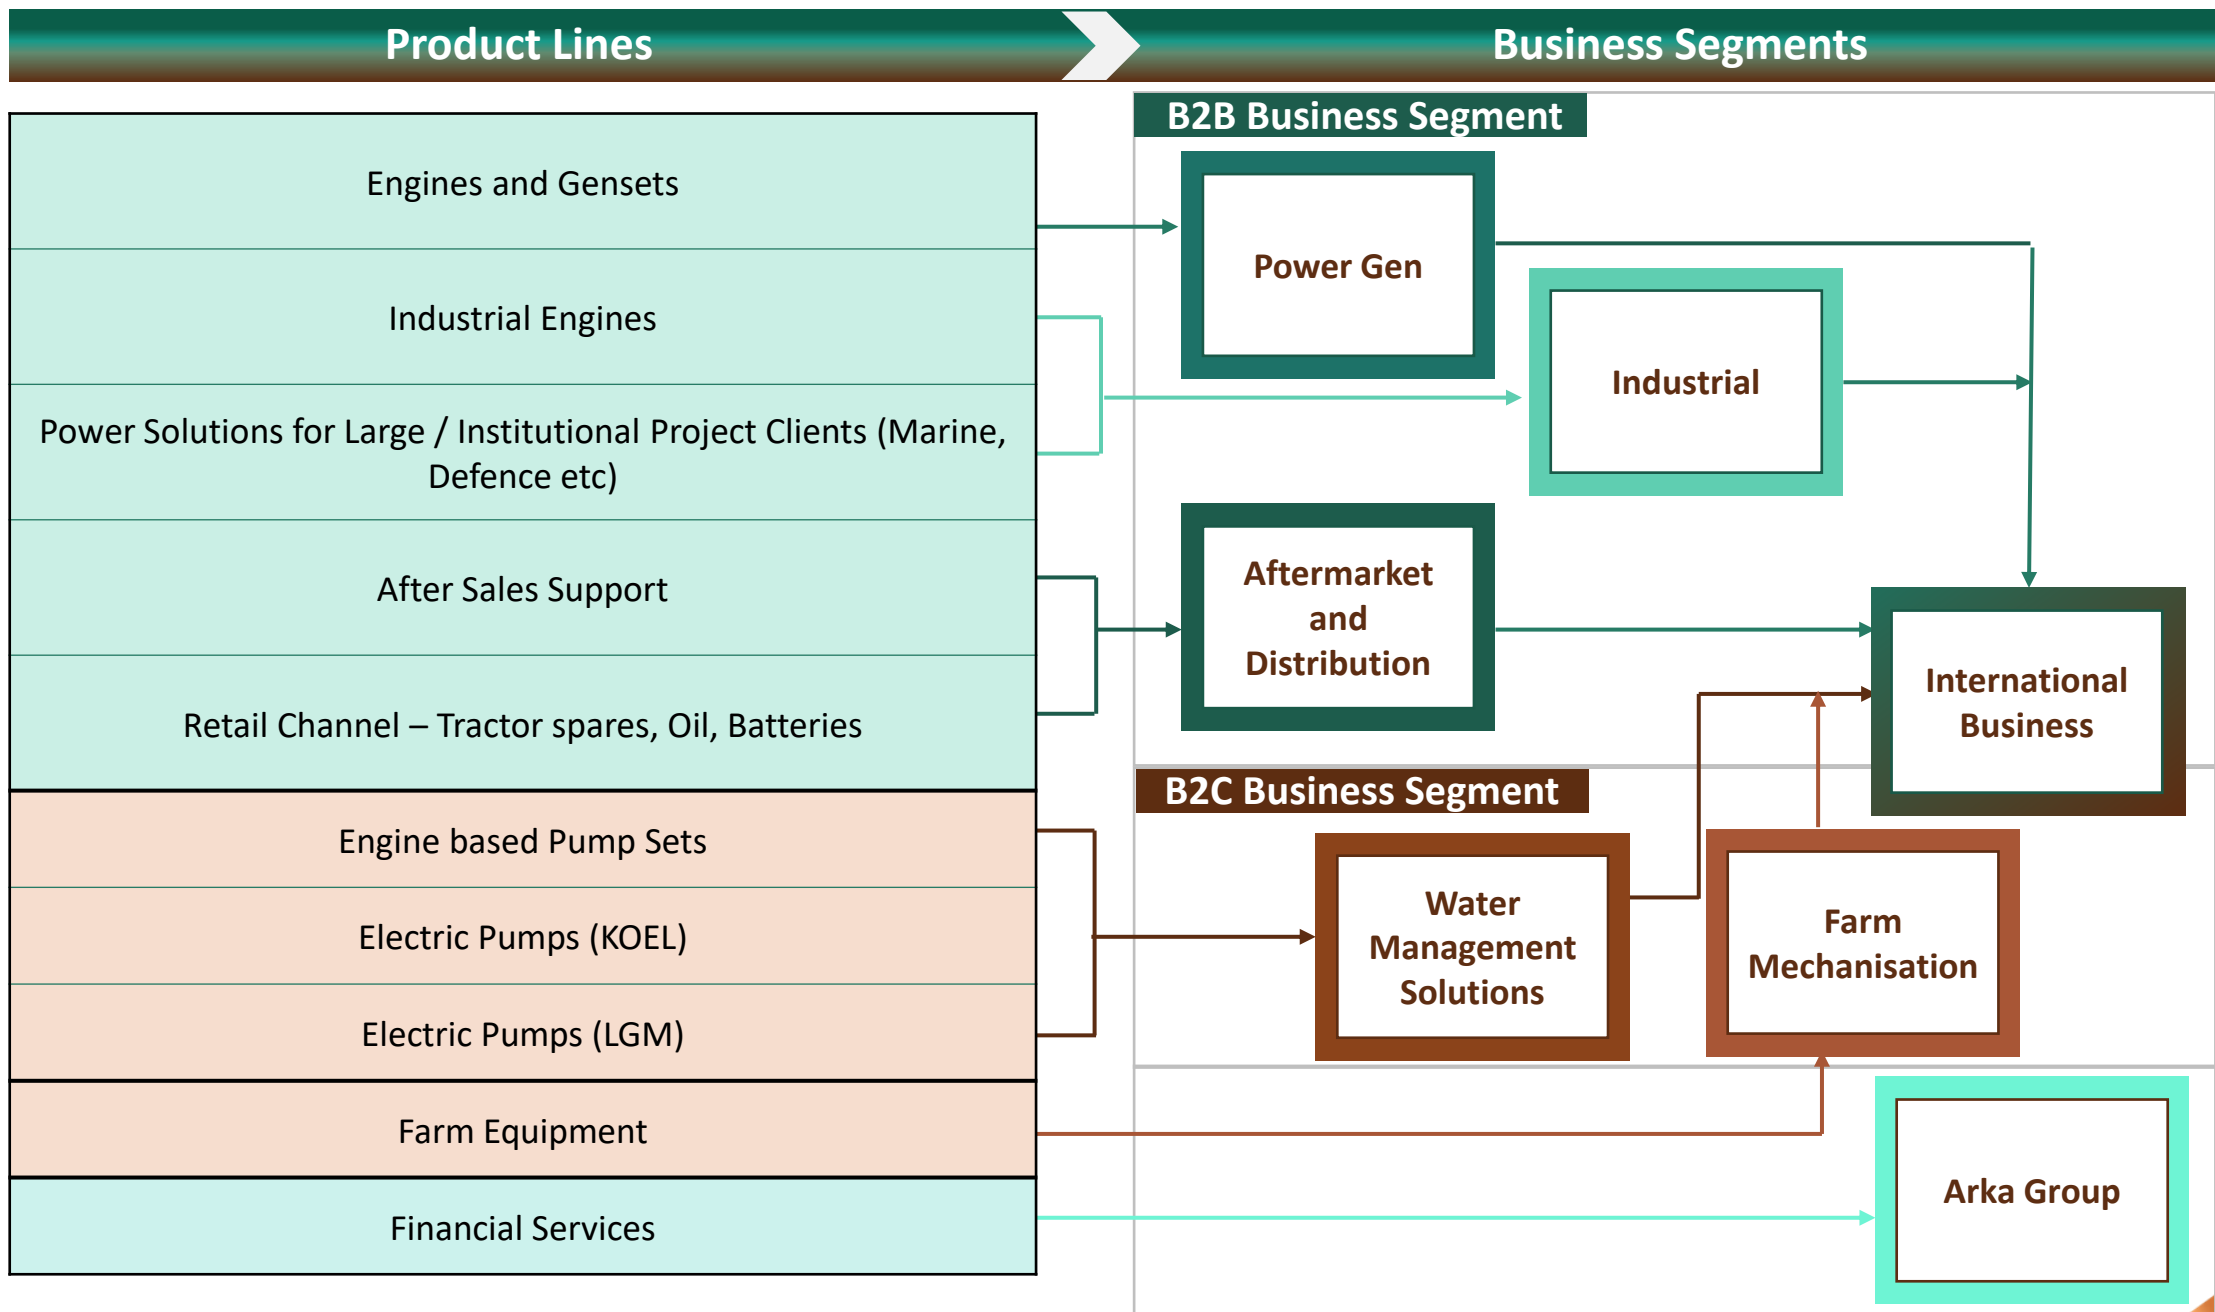 Product Lines
Business Segments
Engines and Gensets
Industrial Engines
Power Solutions for Large / Institutional Project Clients (Marine,
Defence etc)
After Sales Support
Retail Channel – Tractor spares, Oil, Batteries
Engine based Pump Sets
Electric Pumps (KOEL)
Electric Pumps (LGM)
Farm Equipment
Financial Services
B2B Business Segment
Power Gen
Industrial
Aftermarket
and
Distribution
International
Business
B2C Business Segment
Water
Management
Solutions
Farm
Mechanisation
Arka Group